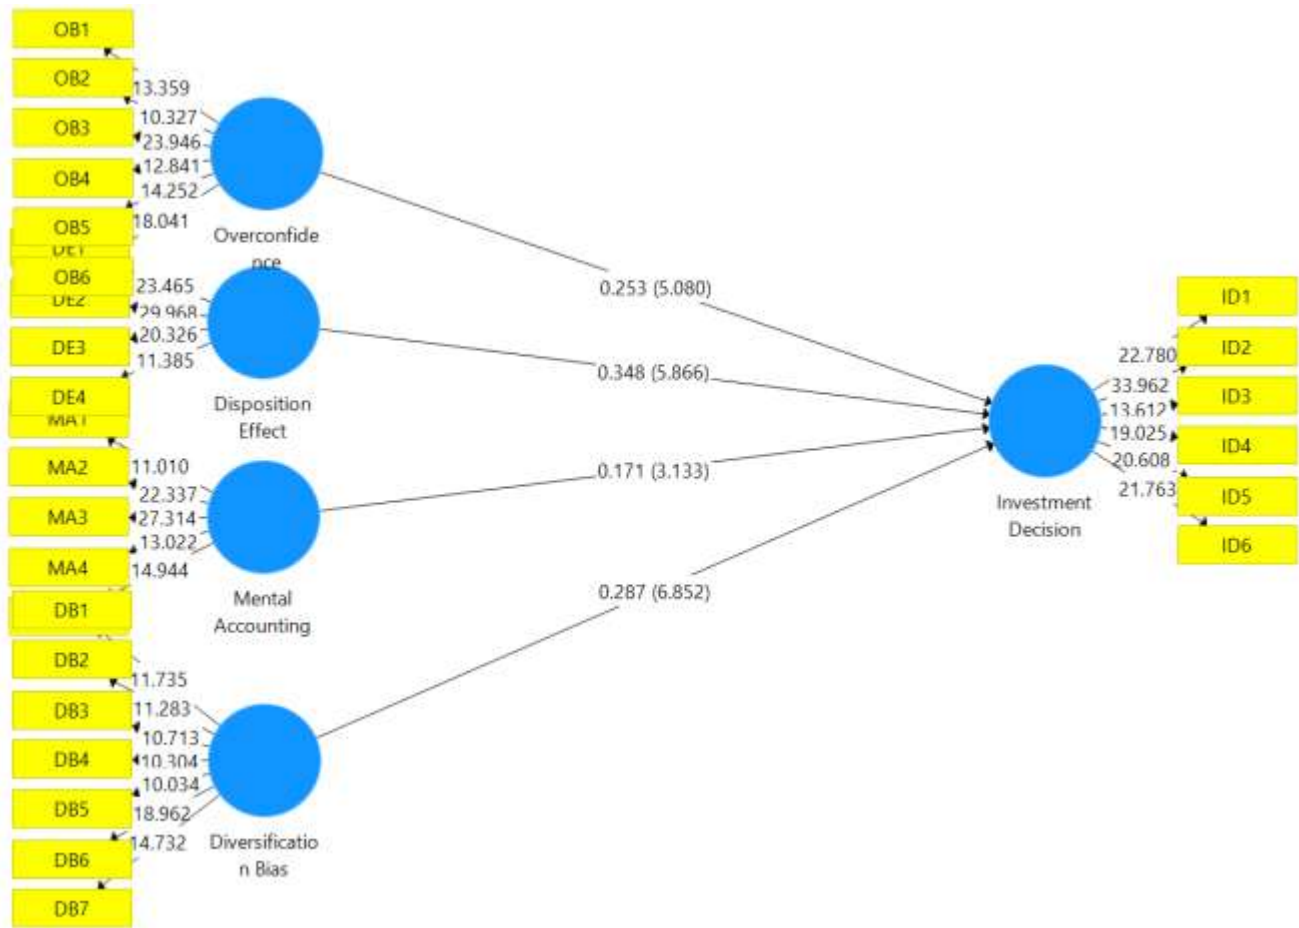 OB1
OB2
13.359
10.327
OB3
23.946
12.841
OB4
14.252
OB5
18.041
Overconfide
nce
DE1
OB6
23.465
DE2
29.968
20.326
DE3
11.385
DE4
Disposition
Effect
MA1
MA2
11.010
22.337
MA3
27.314
13.022
MA4
14.944
Mental
Accounting
DB1
DB2
11.735
11.283
DB3
10.713
DB4
10.304
10.034
DB5
18.962
14.732
DB6
Diversificatio
n Bias
DB7
0.253 (5.080)
0.348 (5.866)
0.171 (3.133)
0.287 (6.852)
Investment
Decision
ID1
22.780
ID2
33.962
ID3
13.612
19.025
ID4
20.608
21.763
ID5
ID6